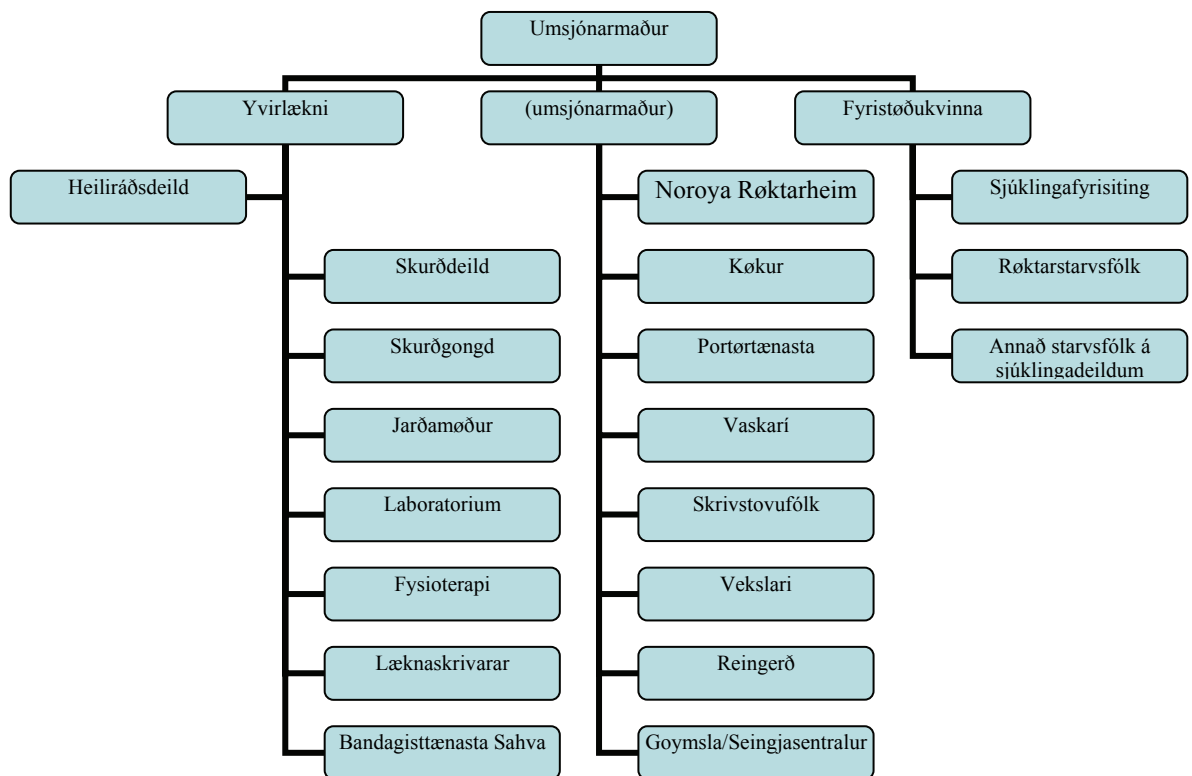 Umsjónarmaður
Yvirlækni
(umsjónarmaður)
Fyristøðukvinna
Heiliráðsdeild
Noroya Røktarheim
Sjúklingafyrisiting
Skurðdeild
Køkur
Røktarstarvsfólk
Skurðgongd
Portørtænasta
Annað starvsfólk á
sjúklingadeildum
Jarðamøður
Vaskarí
Laboratorium
Skrivstovufólk
Fysioterapi
Vekslari
Læknaskrivarar
Reingerð
Bandagisttænasta Sahva
Goymsla/Seingjasentralur